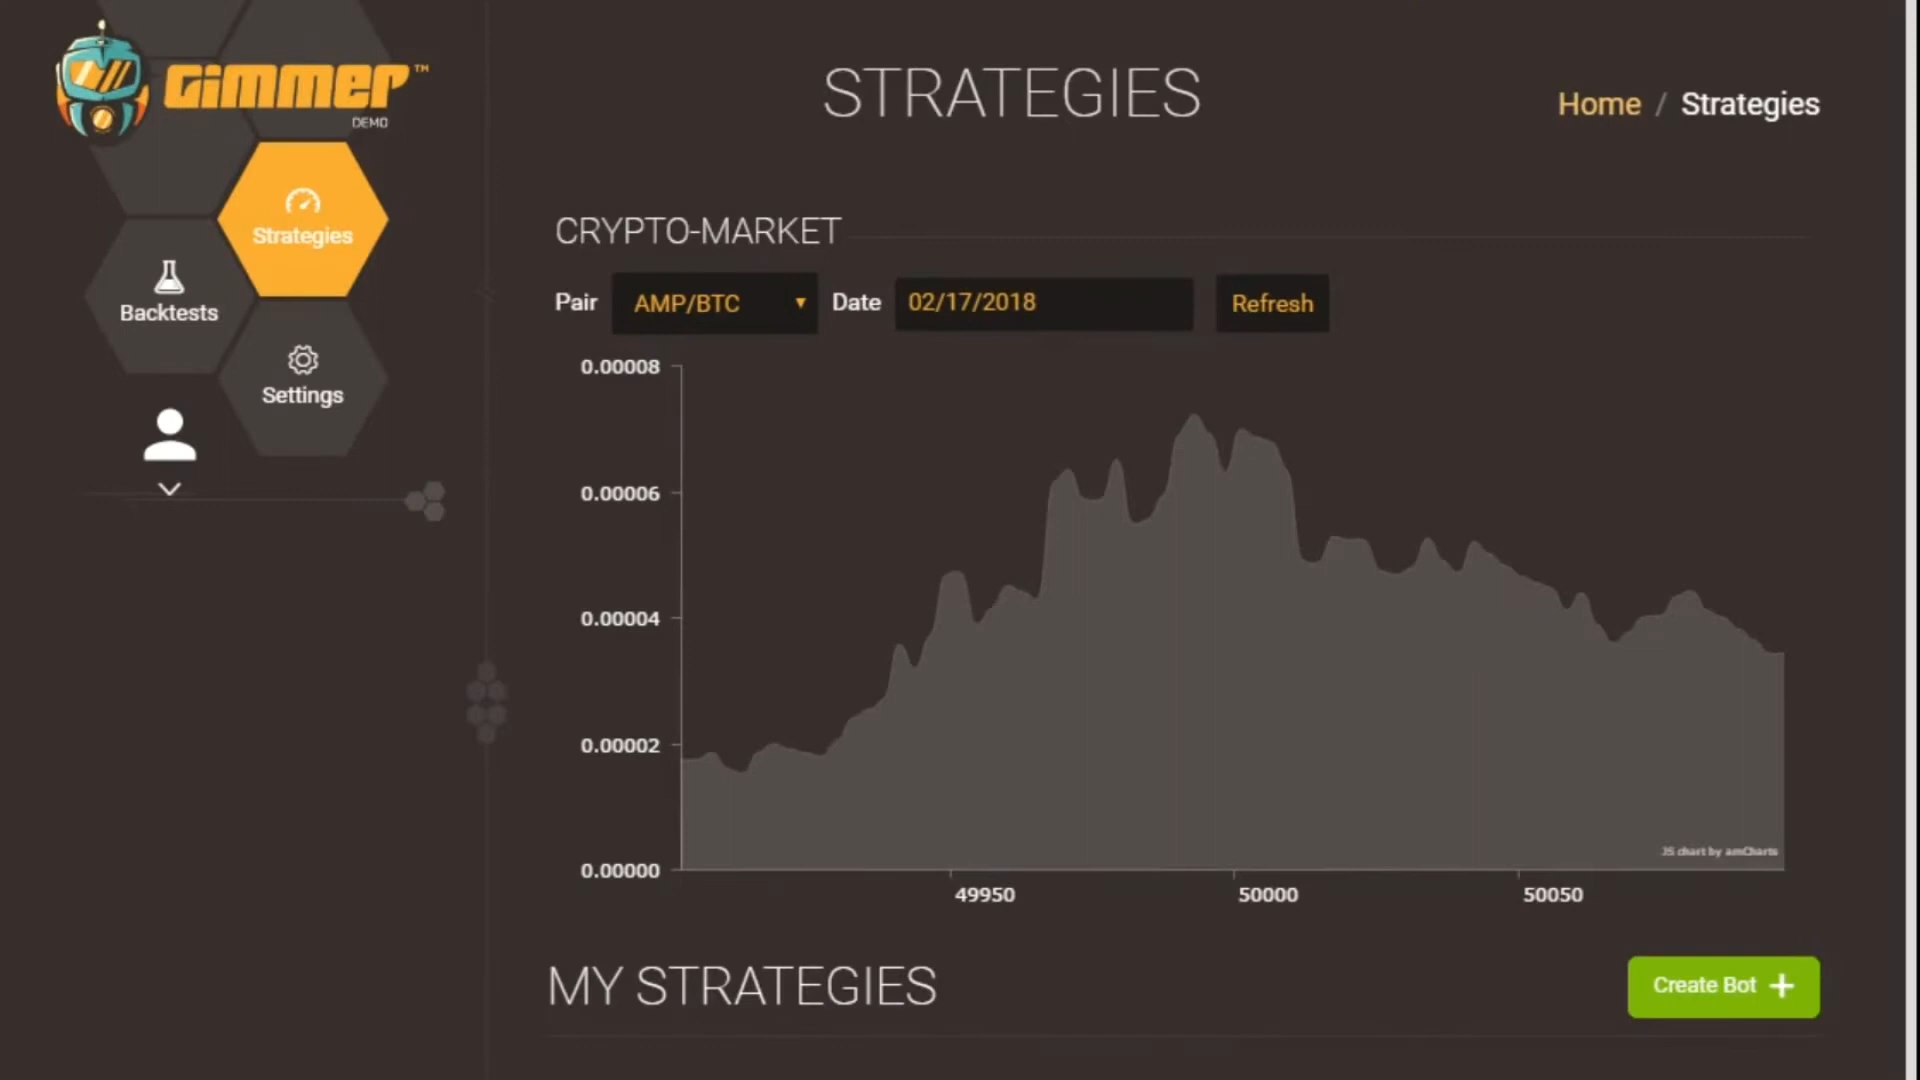 Gimmer™
DEMO
STRATEGIES
Home / Strategies
Strategies
Backtests
Settings
CRYPTO-MARKET
Pair AMP/BTC Date 02/17/2018 Refresh
0.00008
0.00006
0.00004
0.00002
0.00000
JS chart by amCharts
49950 50000 50050
MY STRATEGIES
Create Bot +